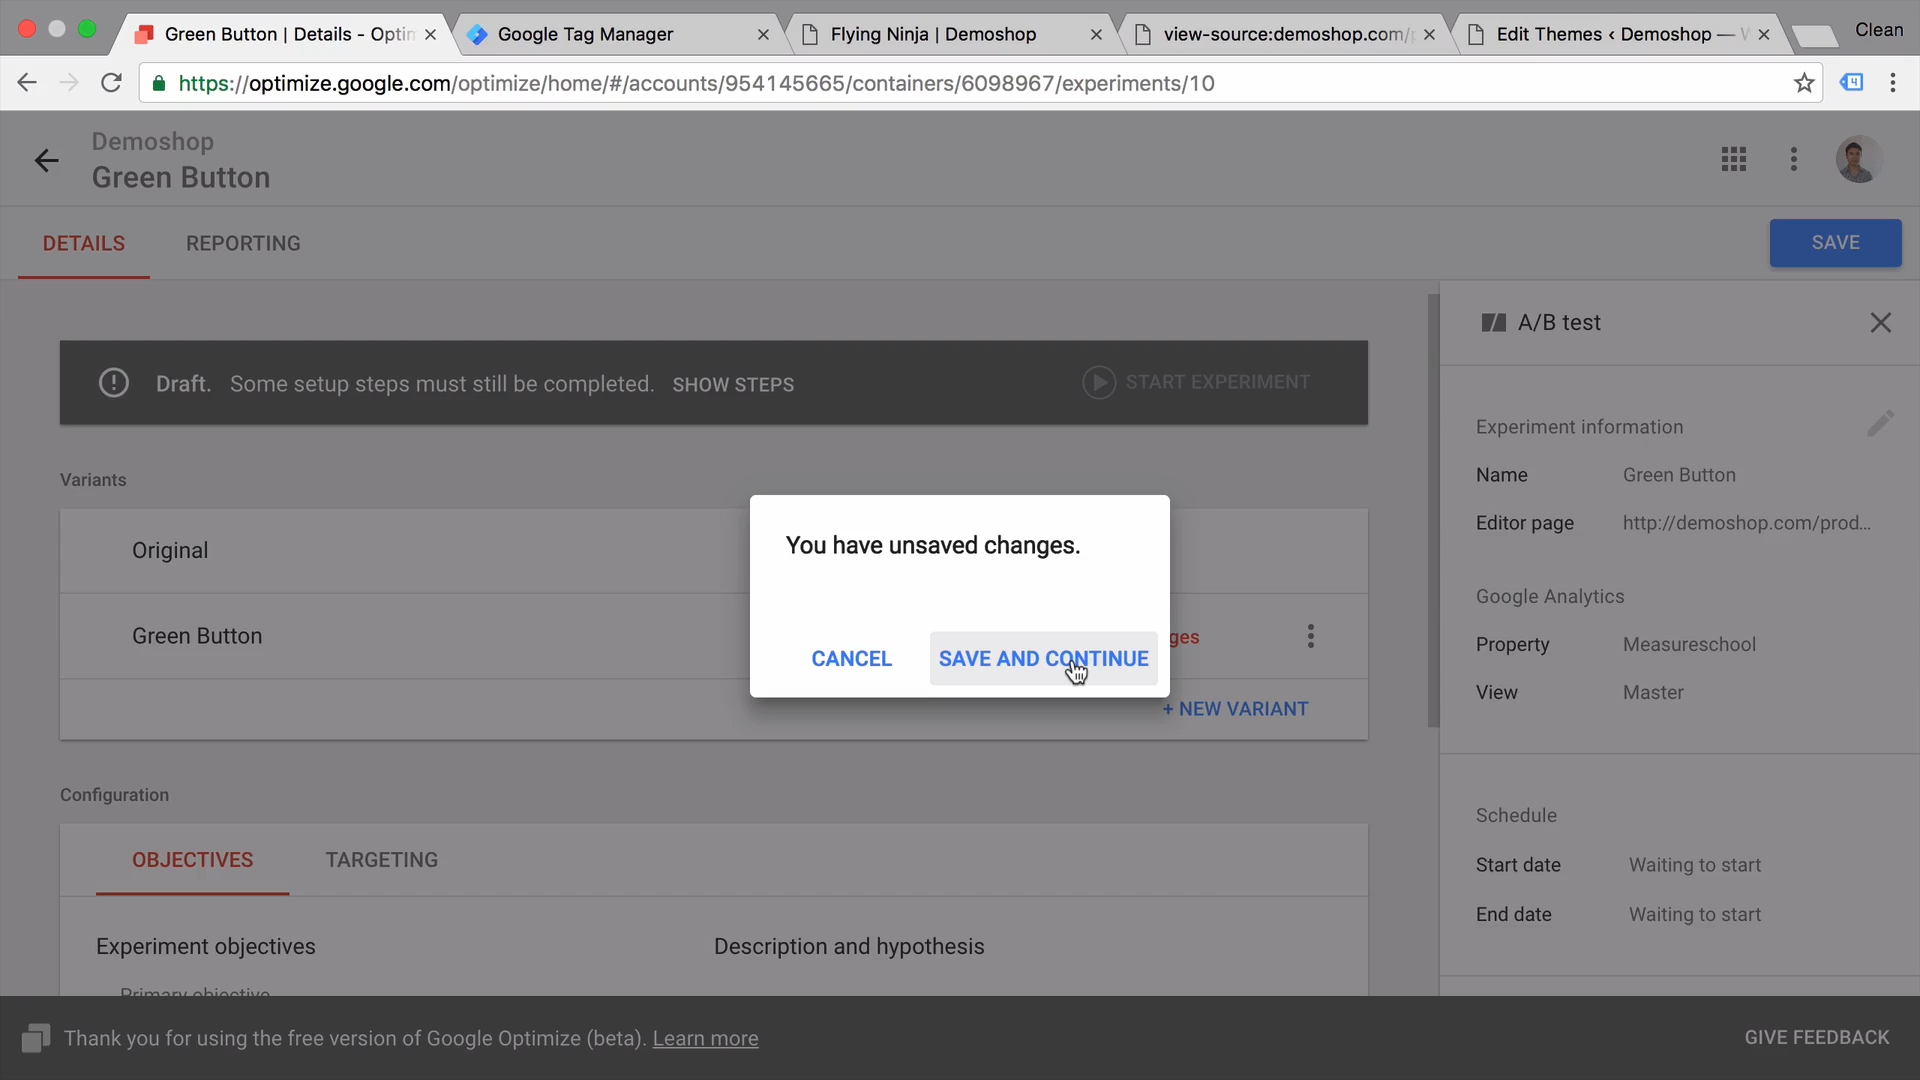 Green Button | Details - Optim
Google Tag Manager
Flying Ninja | Demoshop
view-source:demoshop.com/p
Edit Themes ‹ Demoshop — W
Clean
https://optimize.google.com/optimize/home/#/accounts/954145665/containers/6098967/experiments/10
Demoshop
Green Button
DETAILS
REPORTING
SAVE
Draft. Some setup steps must still be completed. SHOW STEPS
START EXPERIMENT
Variants
Original
Green Button
ges
+ NEW VARIANT
You have unsaved changes.
CANCEL
SAVE AND CONTINUE
Configuration
OBJECTIVES
TARGETING
Experiment objectives
Description and hypothesis
Primary objective
A/B test
Experiment information
Name Green Button
Editor page http://demoshop.com/prod...
Google Analytics
Property Measureschool
View Master
Schedule
Start date Waiting to start
End date Waiting to start
Thank you for using the free version of Google Optimize (beta). Learn more
GIVE FEEDBACK